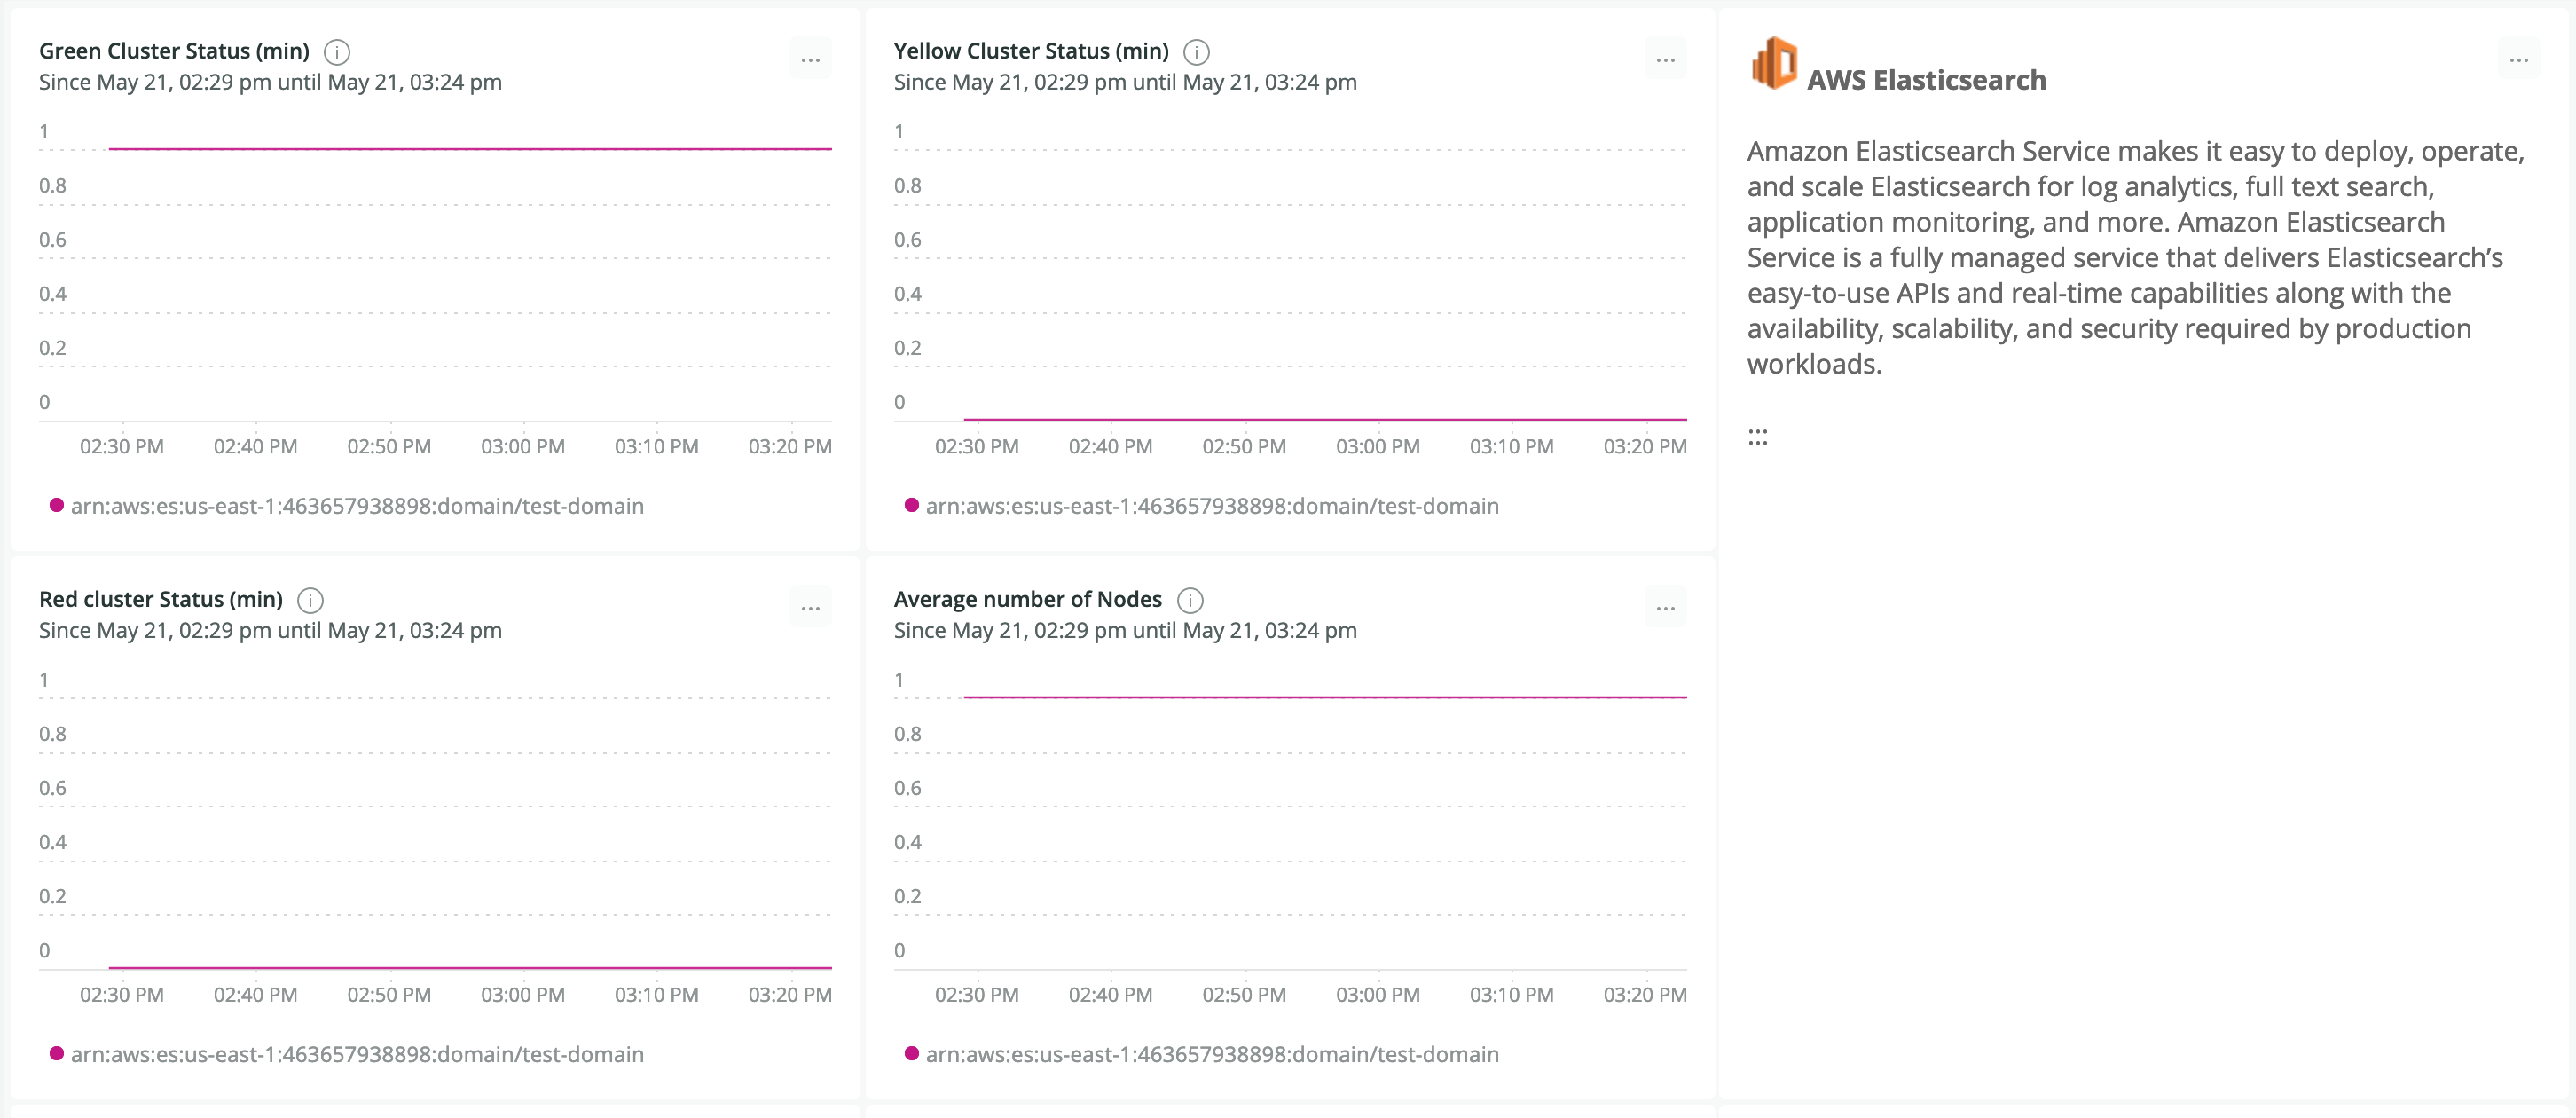 Green Cluster Status (min)
Since May 21, 02:29 pm until May 21, 03:24 pm
1
0.8
0.6
0.4
0.2
0
02:30 PM 02:40 PM 02:50 PM 03:00 PM 03:10 PM 03:20 PM
arn:aws:es:us-east-1:463657938898:domain/test-domain
Yellow Cluster Status (min)
Since May 21, 02:29 pm until May 21, 03:24 pm
1
0.8
0.6
0.4
0.2
0
02:30 PM 02:40 PM 02:50 PM 03:00 PM 03:10 PM 03:20 PM
arn:aws:es:us-east-1:463657938898:domain/test-domain
AWS Elasticsearch
Amazon Elasticsearch Service makes it easy to deploy, operate,
and scale Elasticsearch for log analytics, full text search,
application monitoring, and more. Amazon Elasticsearch
Service is a fully managed service that delivers Elasticsearch’s
easy-to-use APIs and real-time capabilities along with the
availability, scalability, and security required by production
workloads.
:::
Red cluster Status (min)
Since May 21, 02:29 pm until May 21, 03:24 pm
1
0.8
0.6
0.4
0.2
0
02:30 PM 02:40 PM 02:50 PM 03:00 PM 03:10 PM 03:20 PM
arn:aws:es:us-east-1:463657938898:domain/test-domain
Average number of Nodes
Since May 21, 02:29 pm until May 21, 03:24 pm
1
0.8
0.6
0.4
0.2
0
02:30 PM 02:40 PM 02:50 PM 03:00 PM 03:10 PM 03:20 PM
arn:aws:es:us-east-1:463657938898:domain/test-domain